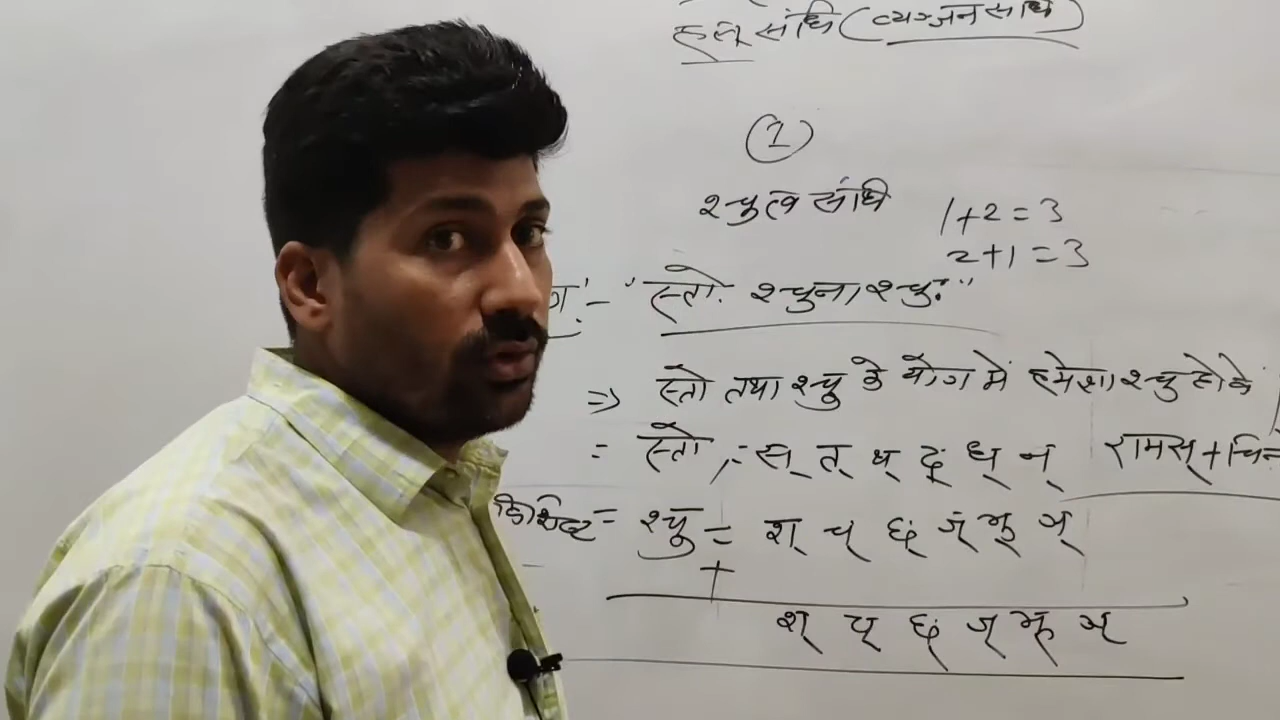 हल् संधि (व्यञ्जन संधि)
1
श्चुत्व संधि
1+2=3
2+1=3
:- "स्तोः श्चुना श्चुः"
=> स्तो तथा श्चु के योग में हमेशा श्चु होके
= स्तो := स् त् थ् द् ध् न् रामस् +
= श्चु = श् च् छ् ज् झ् ञ्
+
श् च् छ् ज् झ् ञ्